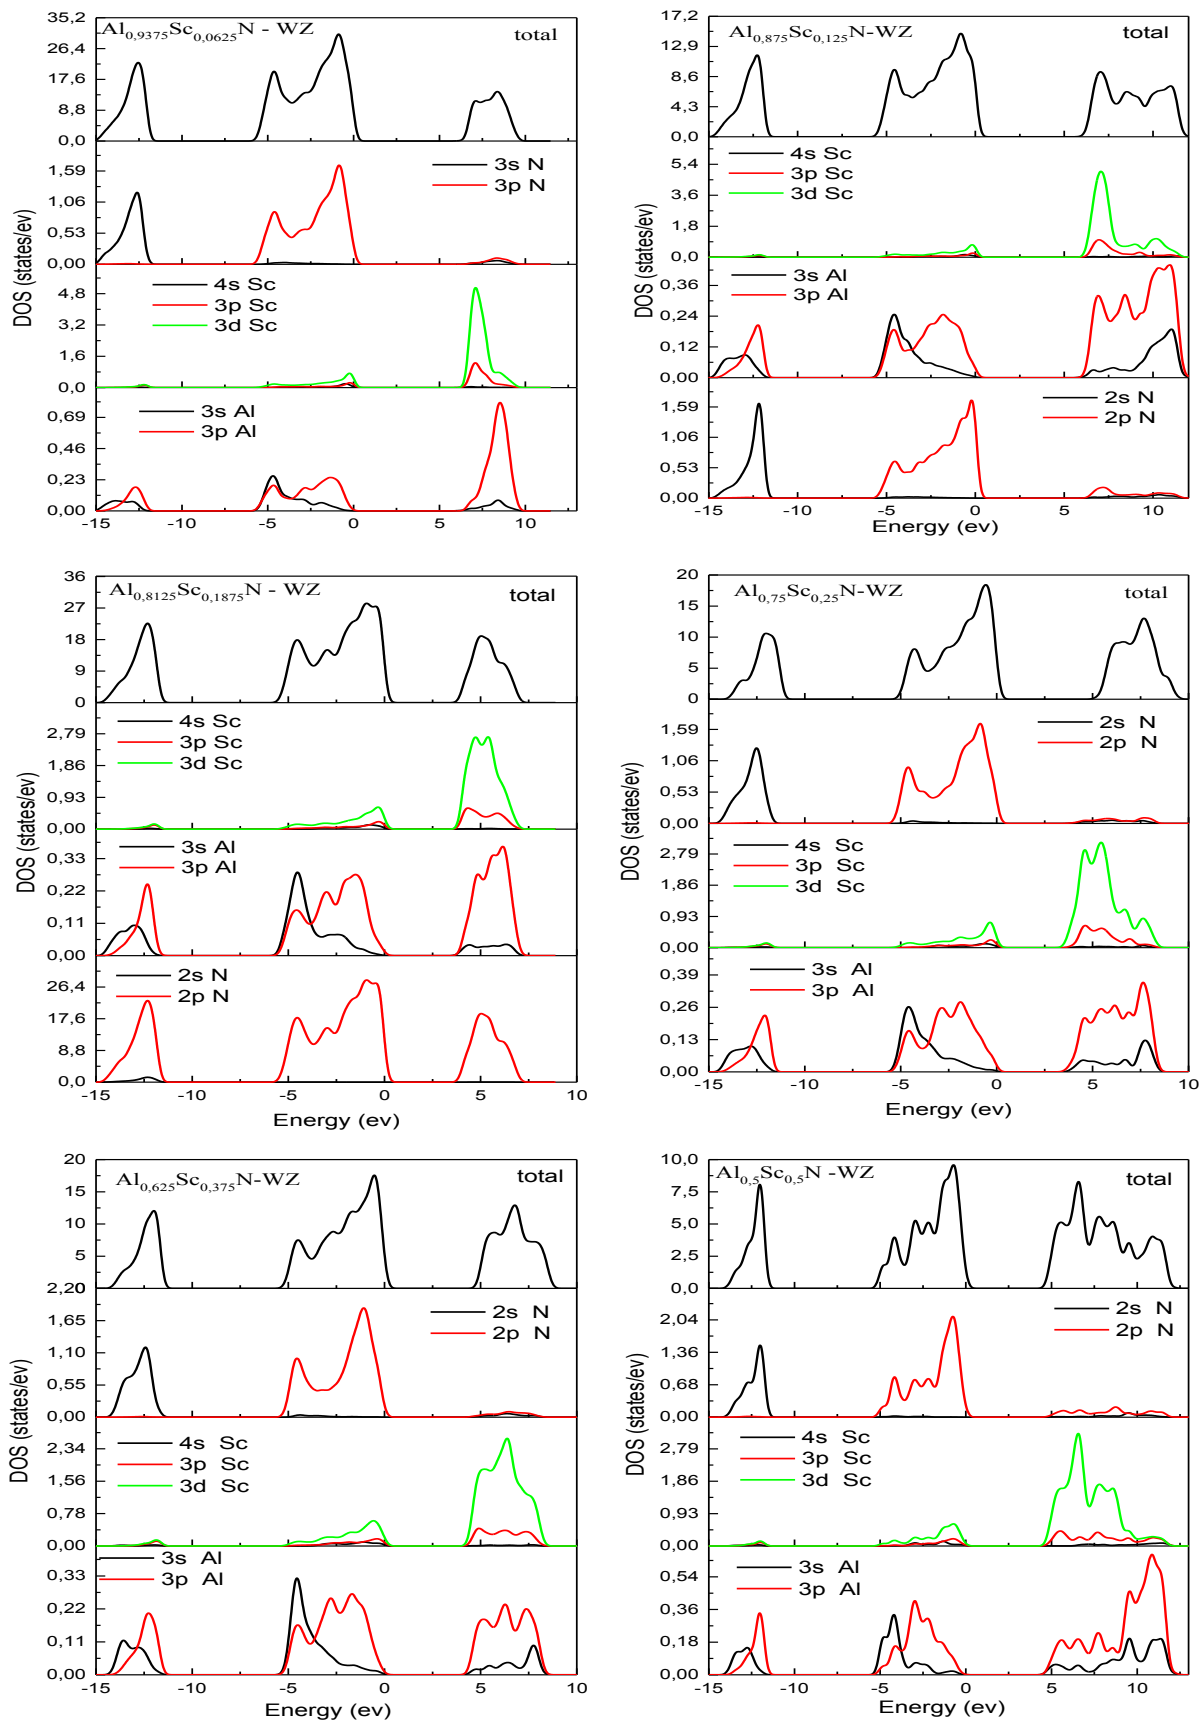 Al0,9375Sc0,0625N - WZ
total
35,2
26,4
17,6
8,8
0,0
3s N
3p N
1,59
1,06
0,53
0,00
4s Sc
3p Sc
3d Sc
4,8
3,2
1,6
0,0
3s Al
3p Al
0,69
0,46
0,23
0,00
-15 -10 -5 0 5 10
Energy (ev)
DOS (states/ev)
Al0,875Sc0,125N-WZ
total
17,2
12,9
8,6
4,3
0,0
4s Sc
3p Sc
3d Sc
5,4
3,6
1,8
0,0
3s Al
3p Al
0,36
0,24
0,12
0,00
2s N
2p N
1,59
1,06
0,53
0,00
-15 -10 -5 0 5 10
Energy (ev)
DOS (states/ev)
Al0,8125Sc0,1875N - WZ
total
36
27
18
9
0
4s Sc
3p Sc
3d Sc
2,79
1,86
0,93
0,00
3s Al
3p Al
0,33
0,22
0,11
0,00
2s N
2p N
26,4
17,6
8,8
0,0
-15 -10 -5 0 5 10
Energy (ev)
DOS (states/ev)
Al0,75Sc0,25N-WZ
total
20
15
10
5
0
2s N
2p N
1,59
1,06
0,53
0,00
4s Sc
3p Sc
3d Sc
2,79
1,86
0,93
0,00
3s Al
3p Al
0,39
0,26
0,13
0,00
-15 -10 -5 0 5 10
Energy (ev)
DOS (states/ev)
Al0,625Sc0,375N-WZ
total
20
15
10
5
2,20
2s N
2p N
1,65
1,10
0,55
0,00
4s Sc
3p Sc
3d Sc
2,34
1,56
0,78
0,00
3s Al
3p Al
0,33
0,22
0,11
0,00
-15 -10 -5 0 5 10
Energy (ev)
DOS (states/ev)
Al0,5Sc0,5N -WZ
total
10,0
7,5
5,0
2,5
0,0
2s N
2p N
2,04
1,36
0,68
0,00
4s Sc
3p Sc
3d Sc
2,79
1,86
0,93
0,00
3s Al
3p Al
0,54
0,36
0,18
0,00
-15 -10 -5 0 5 10
Energy (ev)
DOS (states/ev)